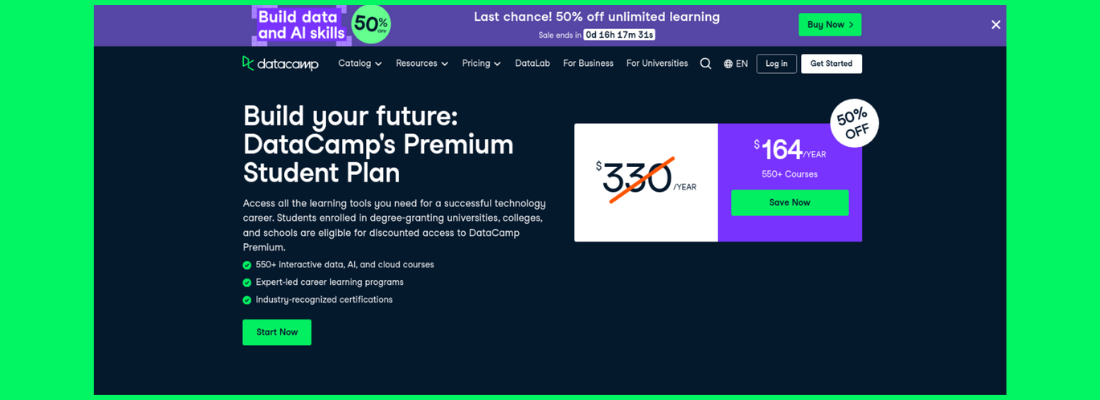 Build data
and AI skills
50%
OFF
Last chance! 50% off unlimited learning
Sale ends in 0d 16h 17m 31s
Buy Now
datacamp
Catalog
Resources
Pricing
DataLab
For Business
For Universities
EN
Log in
Get Started
Build your future:
DataCamp's Premium
Student Plan
Access all the learning tools you need for a successful technology
career. Students enrolled in degree-granting universities, colleges,
and schools are eligible for discounted access to DataCamp
Premium.
550+ interactive data, AI, and cloud courses
Expert-led career learning programs
Industry-recognized certifications
Start Now
$330/YEAR
50%
OFF
$164/YEAR
550+ Courses
Save Now